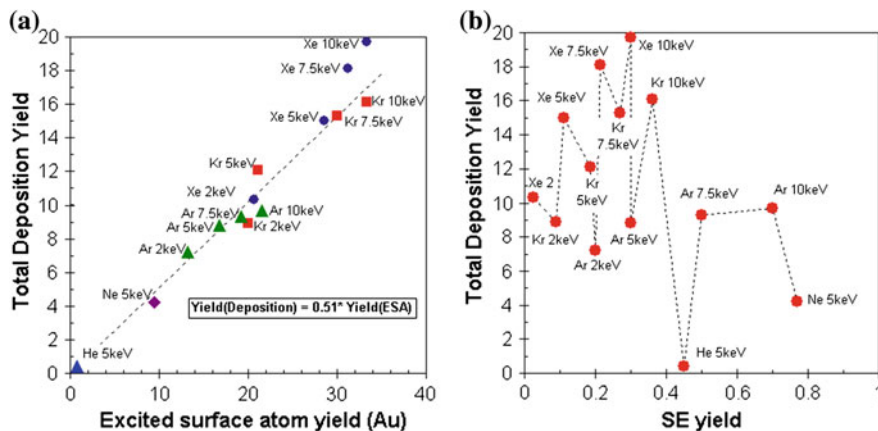 (a)
Total Deposition Yield
20
18
16
14
12
10
8
6
4
2
0
Xe 10keV
Xe 7.5keV
Kr 10keV
Xe 5keV
Kr 7.5keV
Kr 5keV
Xe 2keV
Ar 7.5keV
Ar 10keV
Ar 5keV
Kr 2keV
Ar 2keV
Ne 5keV
Yield(Deposition) = 0.51* Yield(ESA)
He 5keV
0
10
20
30
40
Excited surface atom yield (Au)
(b)
Total Deposition Yield
20
18
16
14
12
10
8
6
4
2
0
Xe 7.5keV
Xe 10keV
Kr 10keV
Xe 5keV
Kr
7.5keV
Xe 2
Kr
5keV
Kr 2keV
Ar 2keV
Ar 5keV
Ar 7.5keV
Ar 10keV
Ne 5keV
He 5keV
0
0.2
0.4
0.6
0.8
1
SE yield